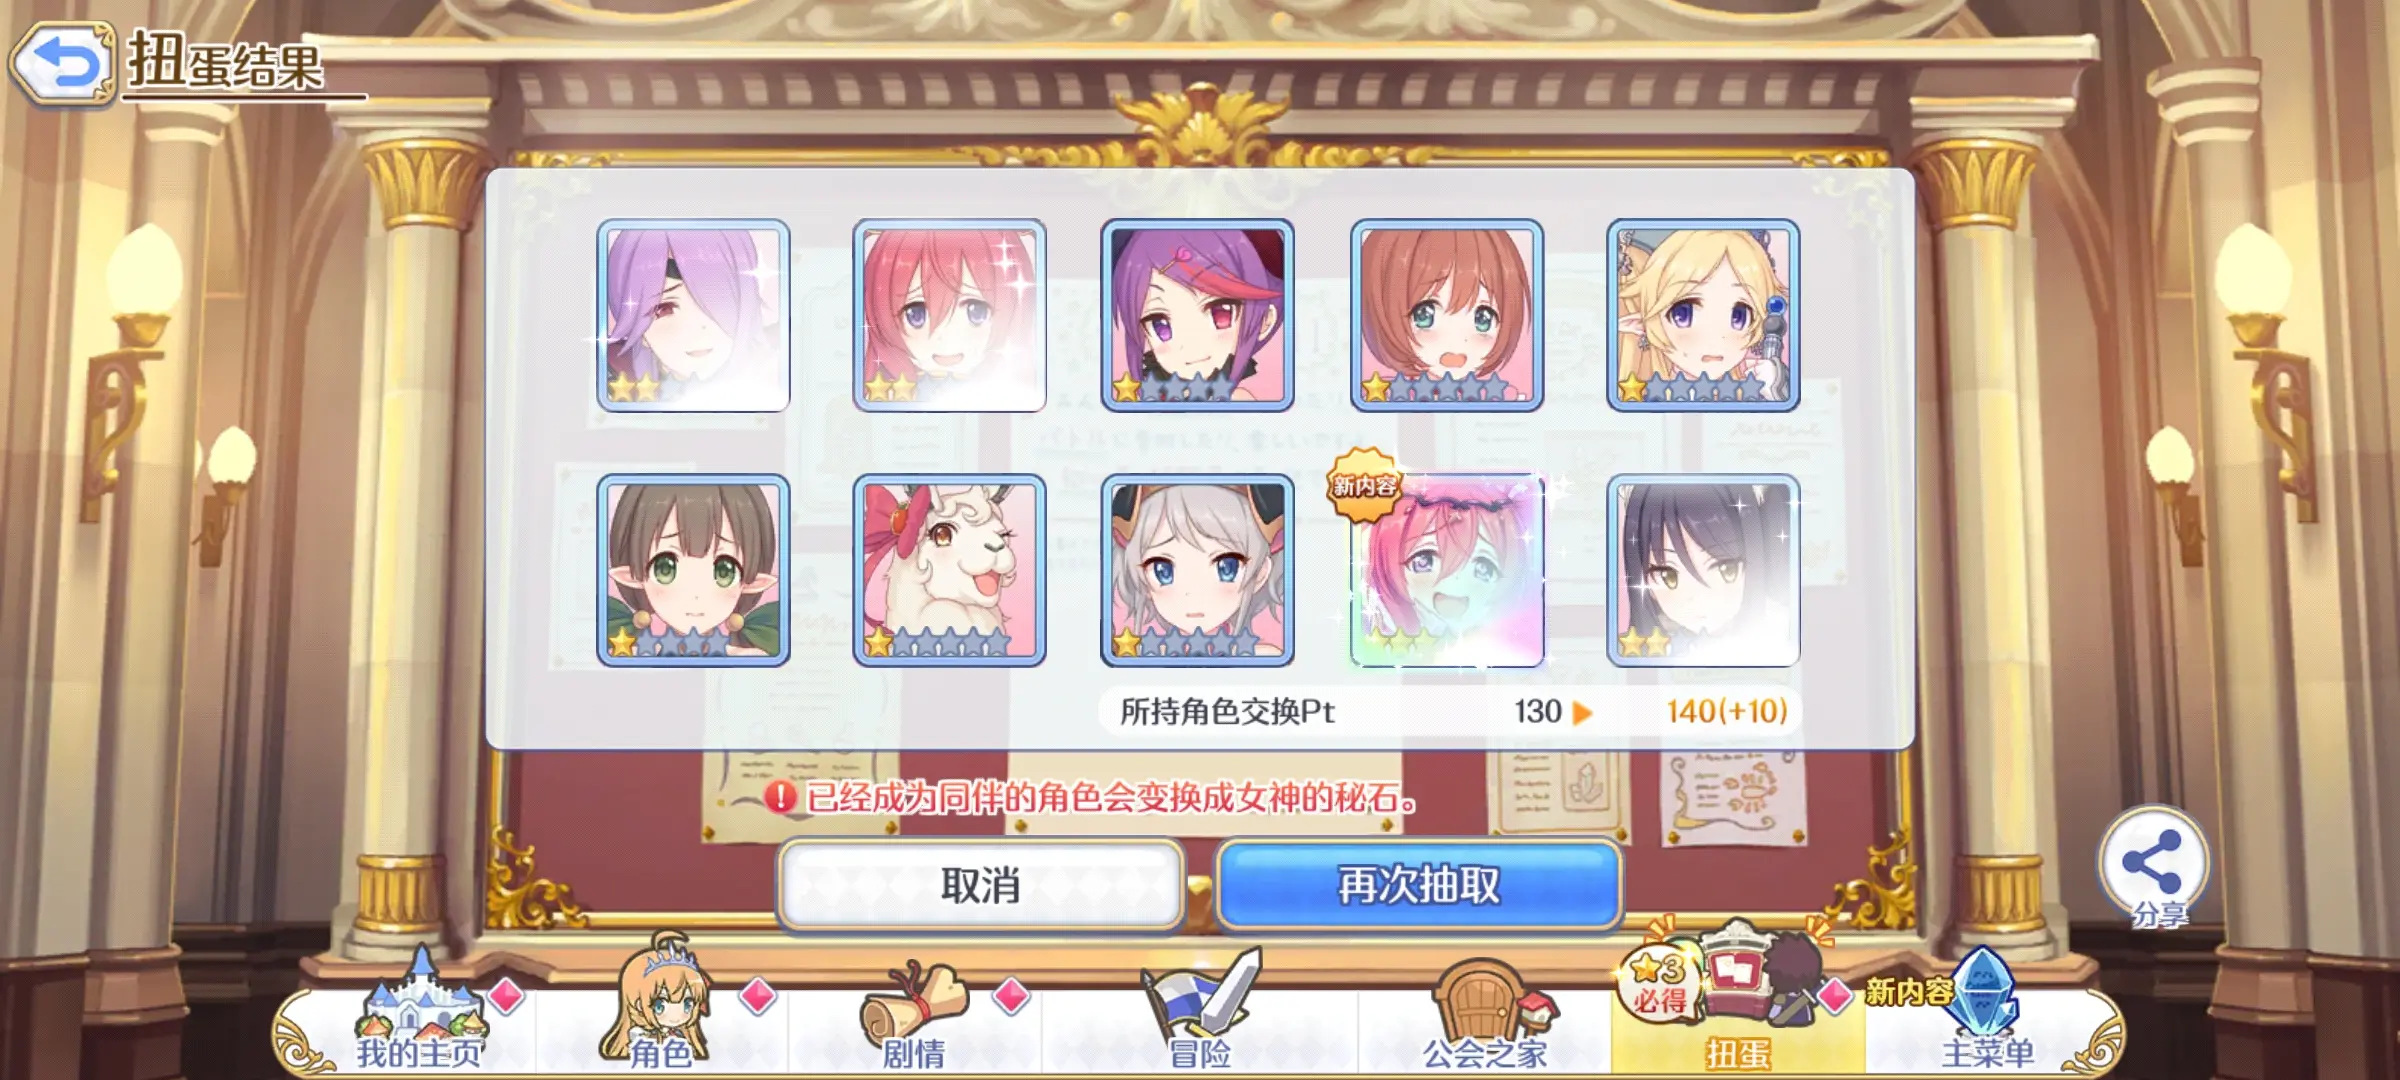 扭蛋结果
新内容
所持角色交换Pt 130 140(+10)
已经成为同伴的角色会变换成女神的秘石。
取消
再次抽取
分享
3
必得
新内容
我的主页
角色
剧情
冒险
公会之家
扭蛋
主菜单